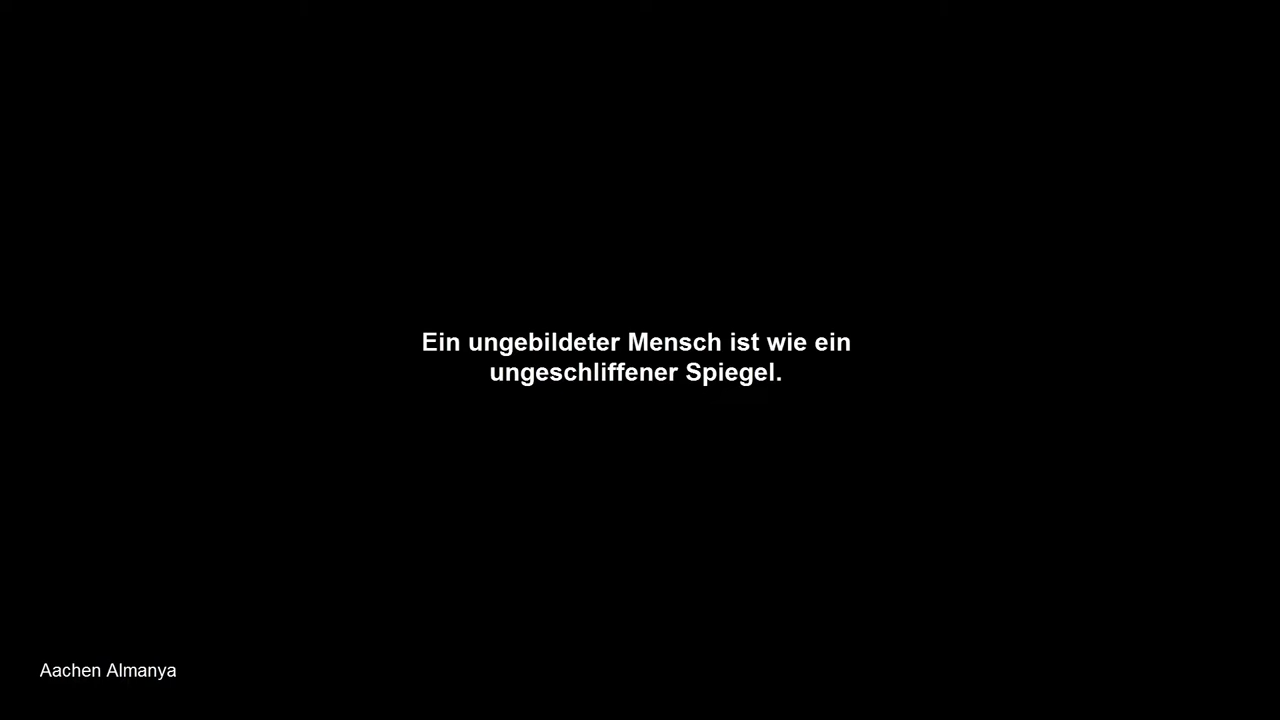 Ein ungebildeter Mensch ist wie ein
ungeschliffener Spiegel.
Aachen Almanya